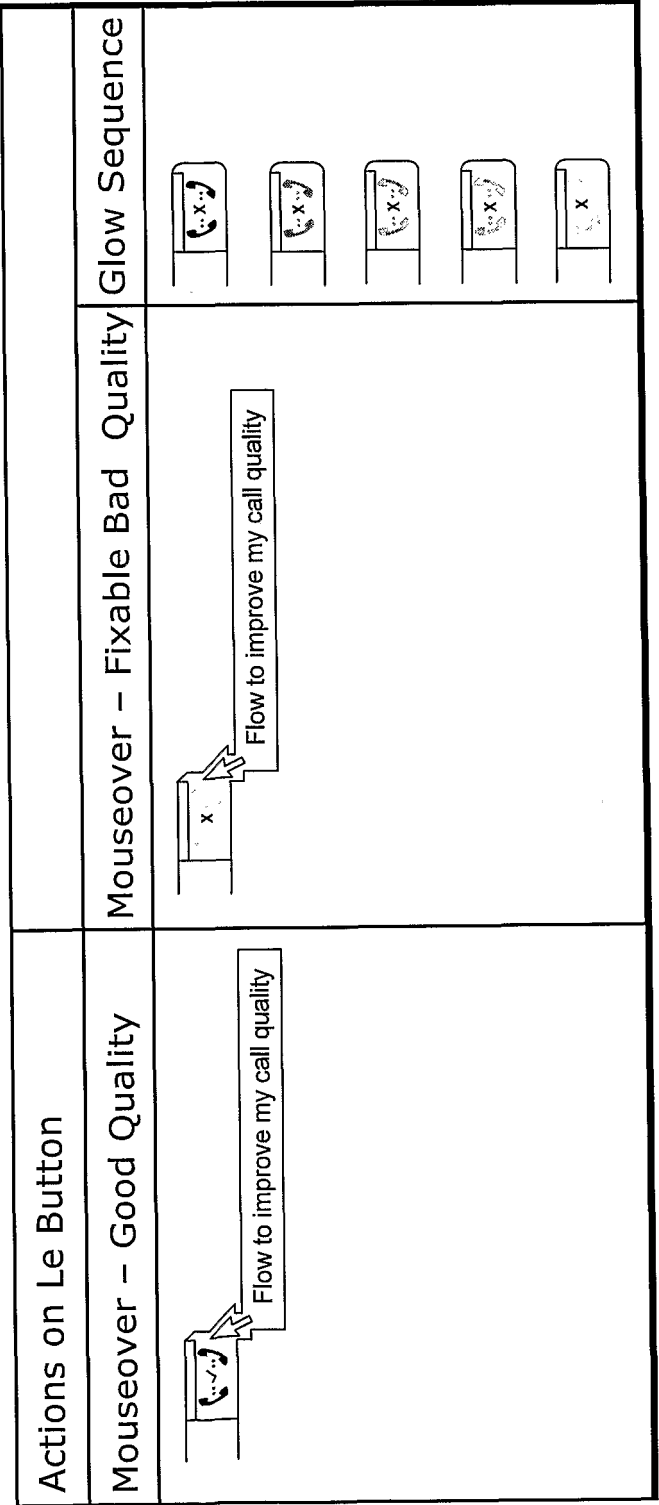 Actions on Le Button
Mouseover – Good Quality
Mouseover – Fixable Bad Quality
Glow Sequence
Flow to improve my call quality
x
Flow to improve my call quality
x
x
x
x
x